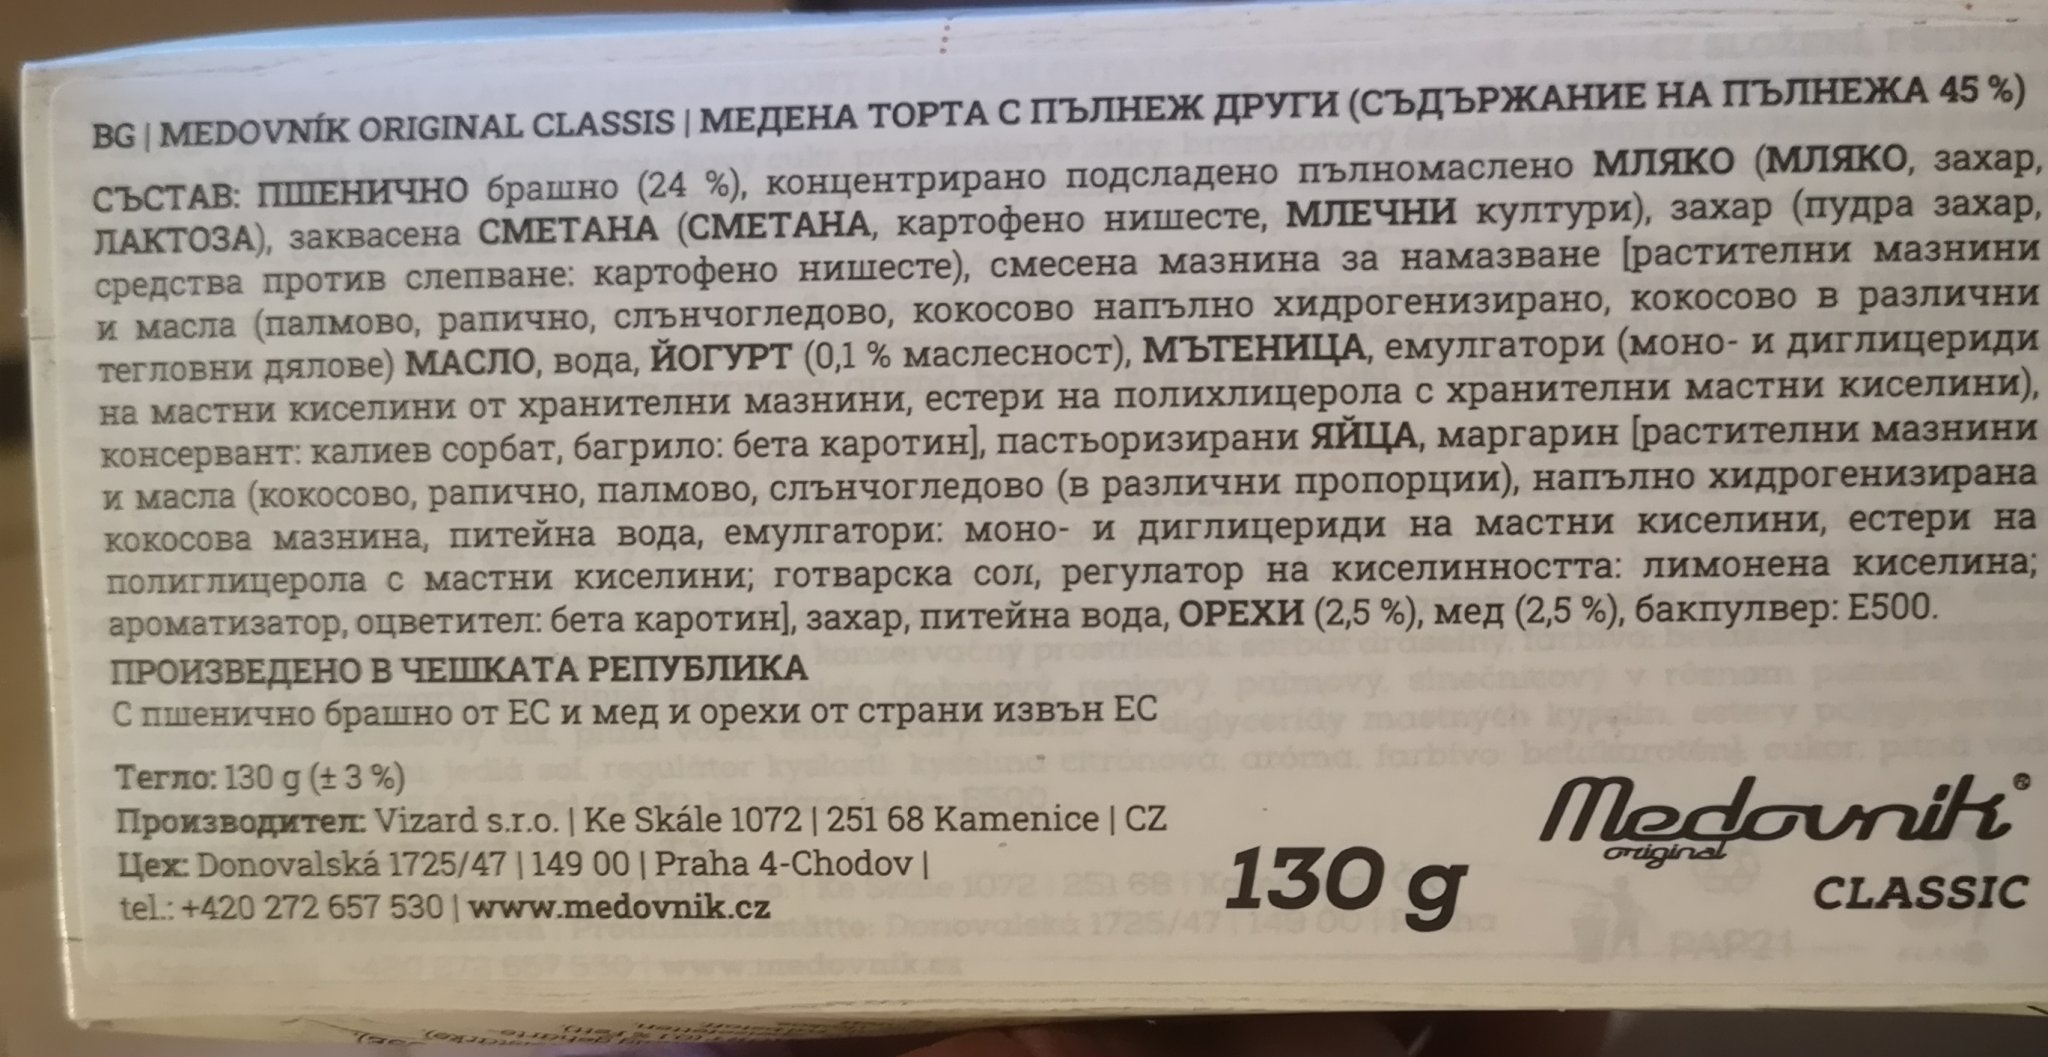 BG | MEDOVNÍK ORIGINAL CLASSIS | МЕДЕНА ТОРТА С ПЪЛНЕЖ ДРУГИ (СЪДЪРЖАНИЕ НА ПЪЛНЕЖА 45 %)
СЪСТАВ: ПШЕНИЧНО брашно (24 %), концентрирано подсладено пълномаслено МЛЯКО (МЛЯКО, захар,
ЛАКТОЗА), заквасена СМЕТАНА (СМЕТАНА, картофено нишесте, МЛЕЧНИ култури), захар (пудра захар,
средства против слепване: картофено нишесте), смесена мазнина за намазване [растителни мазнини
и масла (палмово, рапично, слънчогледово, кокосово напълно хидрогенизирано, кокосово в различни
тегловни дялове) МАСЛО, вода, ЙОГУРТ (0,1 % маслесност), МЪТЕНИЦА, емулгатори (моно- и диглицериди
на мастни киселини от хранителни мазнини, естери на полихлицерола с хранителни мастни киселини),
консервант: калиев сорбат, багрило: бета каротин], пастьоризирани ЯЙЦА, маргарин [растителни мазнини
и масла (кокосово, рапично, палмово, слънчогледово (в различни пропорции), напълно хидрогенизирана
кокосова мазнина, питейна вода, емулгатори: моно- и диглицериди на мастни киселини, естери на
полиглицерола с мастни киселини; готварска сол, регулатор на киселинността: лимонена киселина;
ароматизатор, оцветител: бета каротин], захар, питейна вода, ОРЕХИ (2,5 %), мед (2,5 %), бакпулвер: E500.
ПРОИЗВЕДЕНО В ЧЕШКАТА РЕПУБЛИКА
С пшенично брашно от ЕС и мед и орехи от страни извън ЕС
Тегло: 130 g (± 3 %)
Производител: Vizard s.r.o. | Ke Skále 1072 | 251 68 Kamenice | CZ
Цех: Donovalská 1725/47 | 149 00 | Praha 4-Chodov |
tel.: +420 272 657 530 | www.medovnik.cz
130 g
Medovnik®
original
CLASSIC